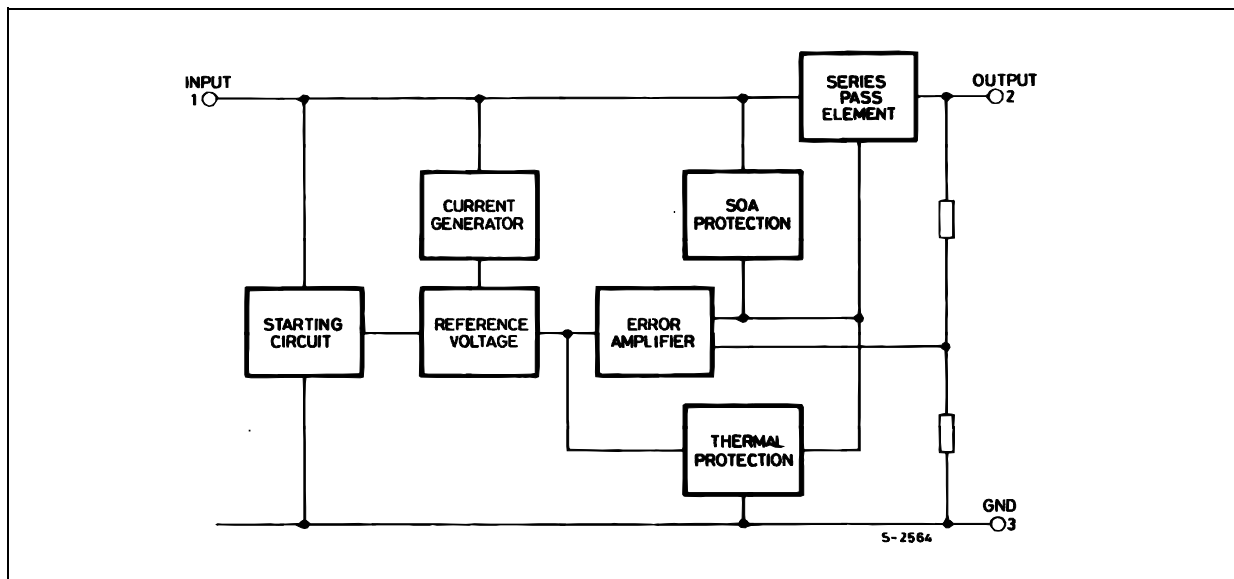 INPUT
1
SERIES
PASS
ELEMENT
OUTPUT
2
CURRENT
GENERATOR
SOA
PROTECTION
STARTING
CIRCUIT
REFERENCE
VOLTAGE
ERROR
AMPLIFIER
THERMAL
PROTECTION
GND
3
S-2564